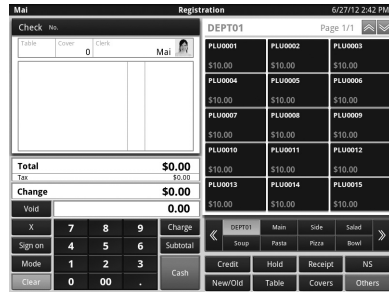 Mai Registration 6/27/12 2:42 PM
Check No.
Table Cover 0 Clerk Mai
Total $0.00
Tax $0.00
Change $0.00
Void 0.00
X 7 8 9 Charge
Sign on 4 5 6 Subtotal
Mode 1 2 3 Cash
Clear 0 00 .
DEPT01 Page 1/1
PLU0001 PLU0002 PLU0003
$10.00 $10.00 $10.00
PLU0004 PLU0005 PLU0006
$10.00 $10.00 $10.00
PLU0007 PLU0008 PLU0009
$10.00 $10.00 $10.00
PLU0010 PLU0011 PLU0012
$10.00 $10.00 $10.00
PLU0013 PLU0014 PLU0015
$10.00 $10.00 $10.00
DEPT01 Main Side Salad
Soup Pasta Pizza Bowl
Credit Hold Receipt NS
New/Old Table Covers Others